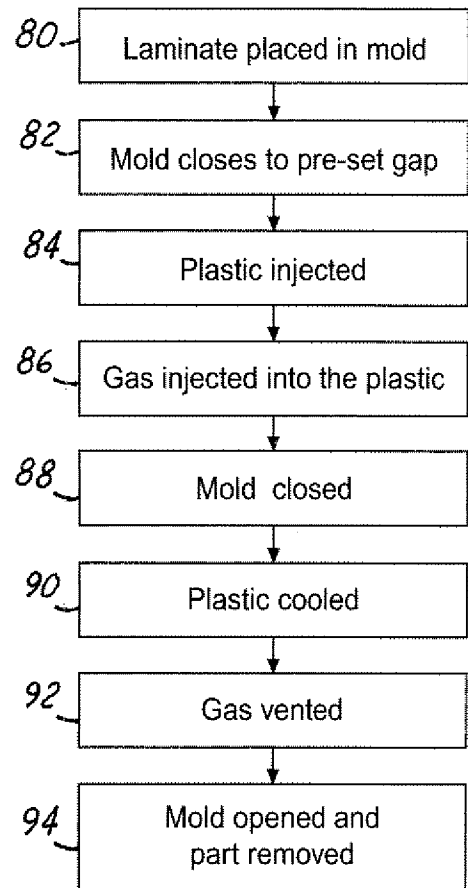 80 Laminate placed in mold
82 Mold closes to pre-set gap
84 Plastic injected
86 Gas injected into the plastic
88 Mold closed
90 Plastic cooled
92 Gas vented
94 Mold opened and
part removed